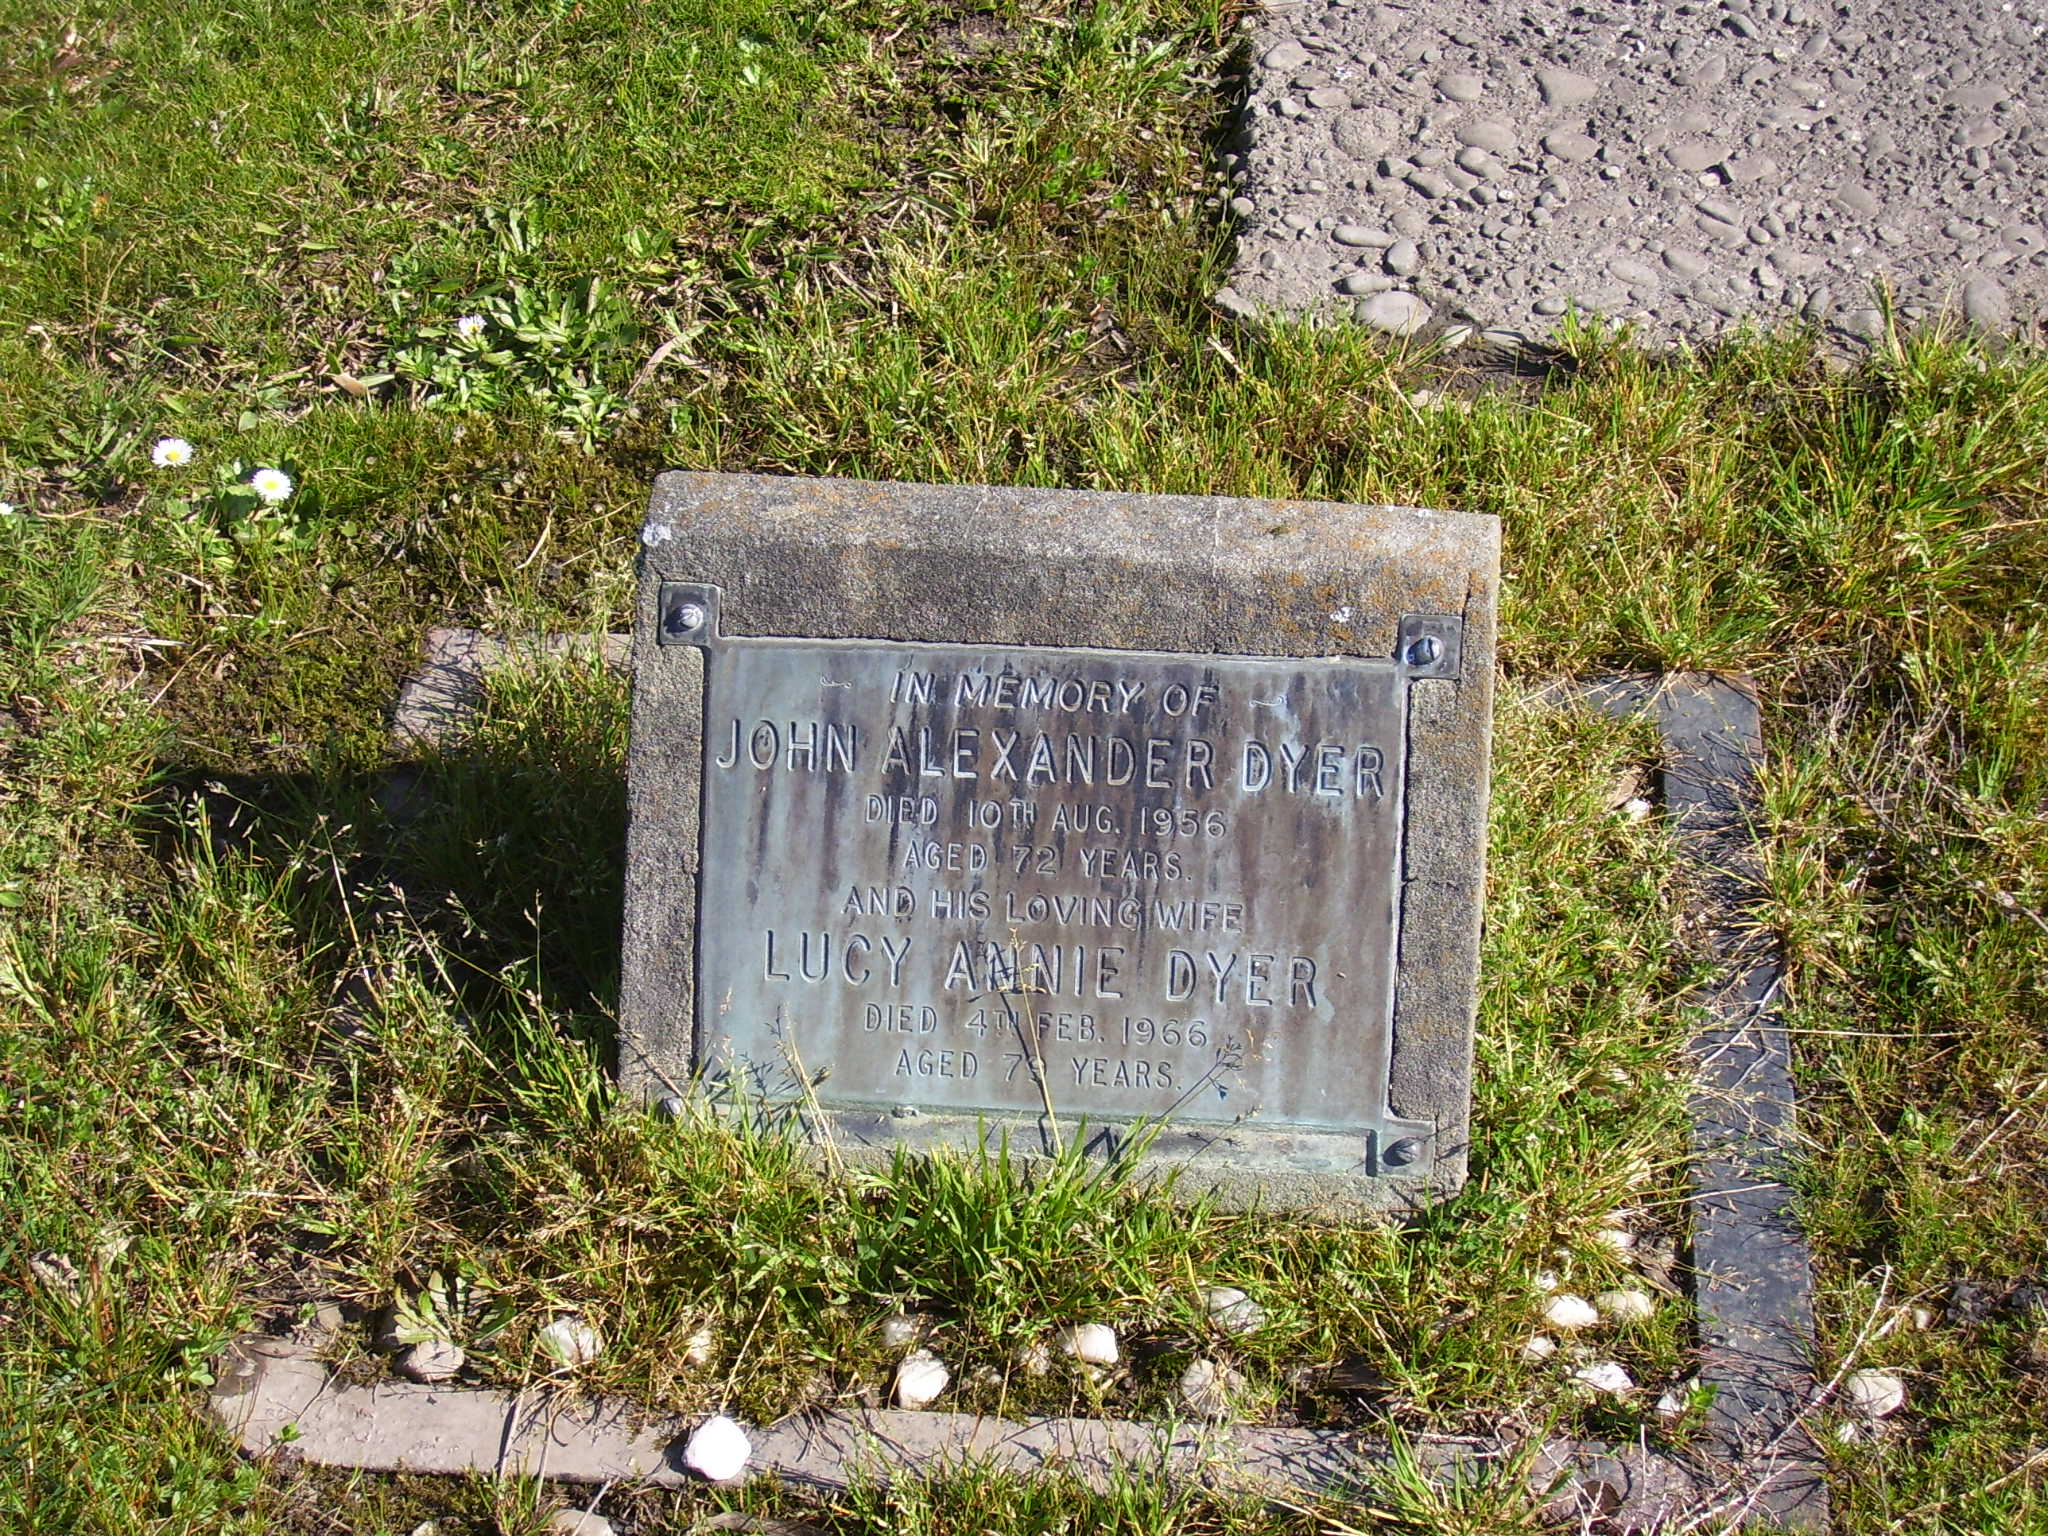 IN MEMORY OF
JOHN ALEXANDER DYER
DIED 10TH AUG. 1956
AGED 72 YEARS.
AND HIS LOVING WIFE
LUCY ANNIE DYER
DIED 4TH FEB. 1966
AGED 79 YEARS.